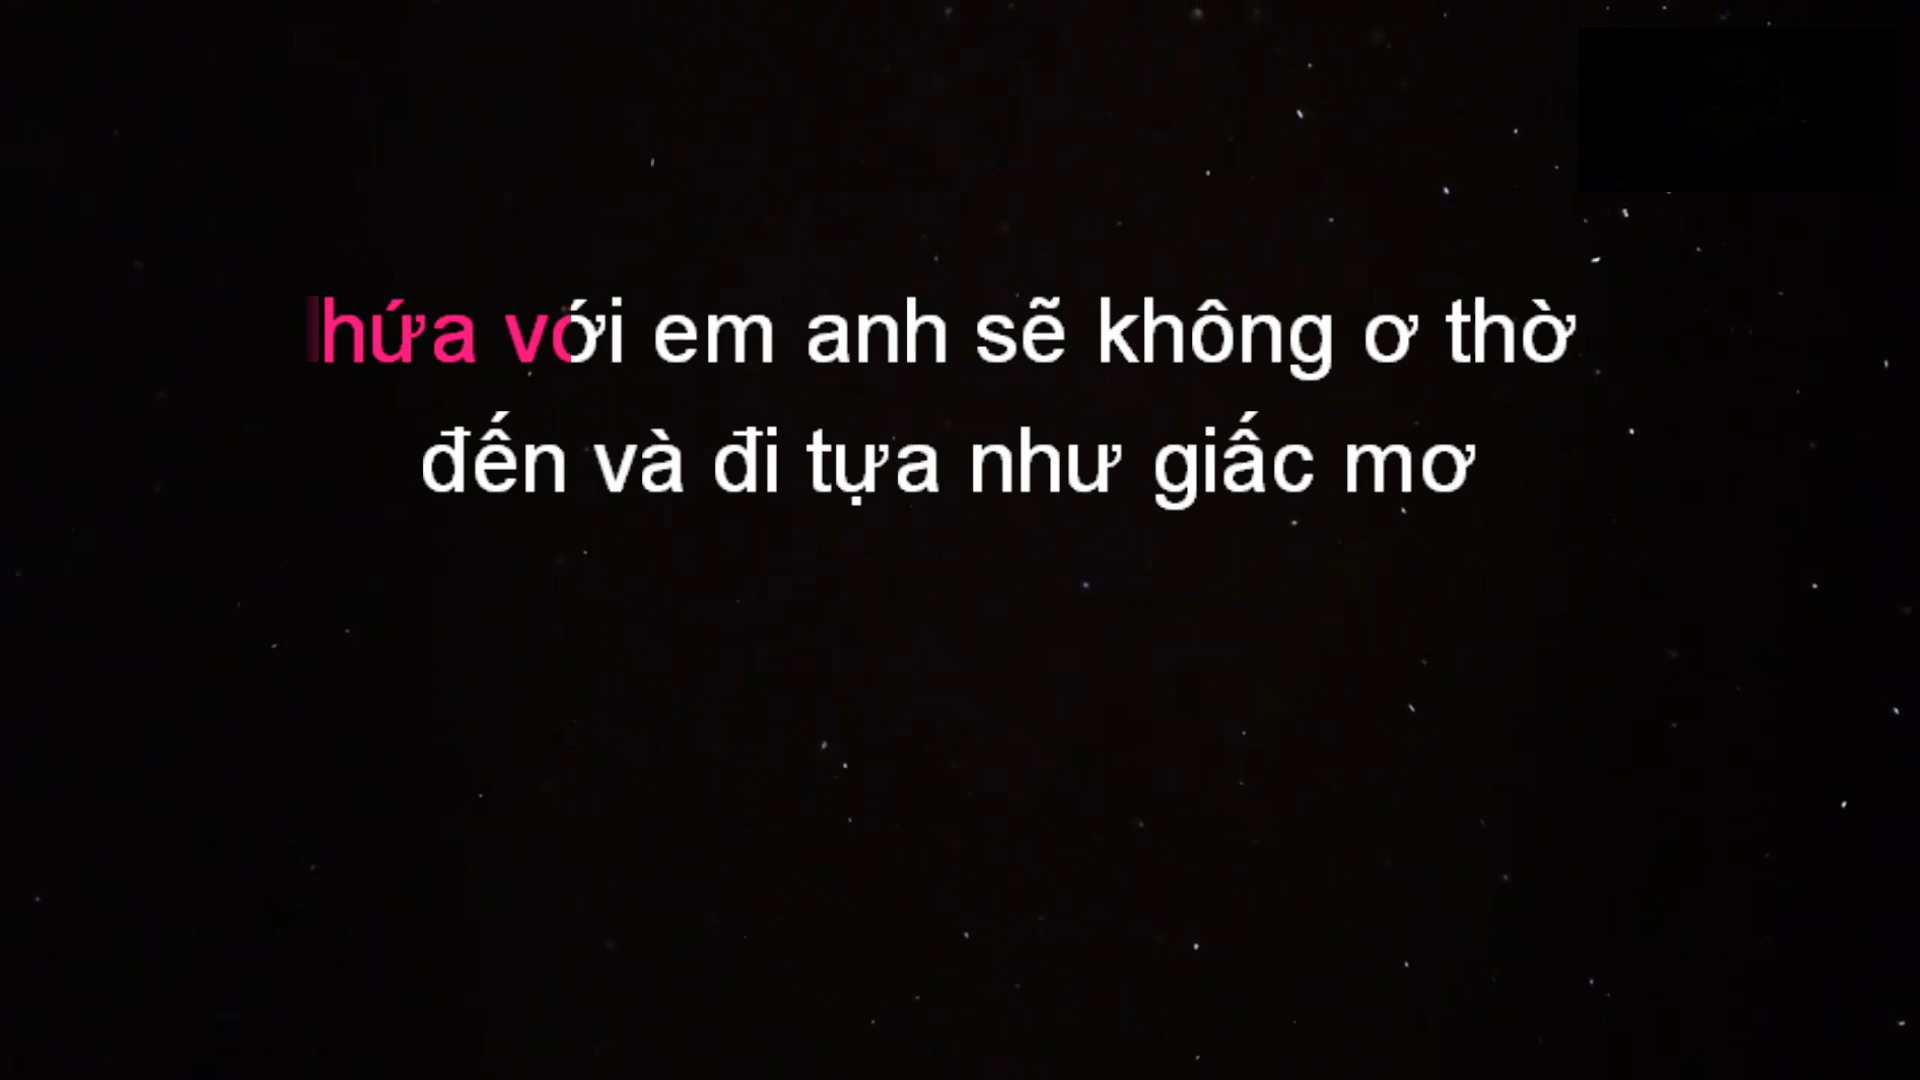 hứa với em anh sẽ không ơ thờ
đến và đi tựa như giấc mơ